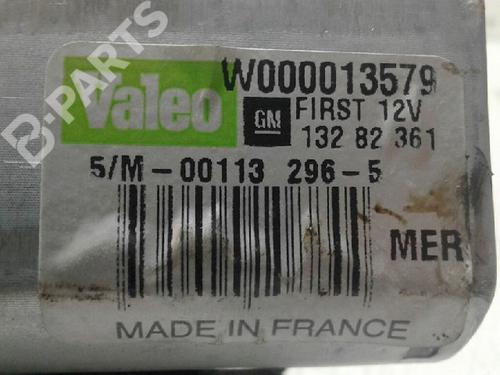 B-PARTS
Valeo
W000013579
GM
FIRST 12V
132 82 361
5/M-00113 296-5
MER
MADE IN FRANCE